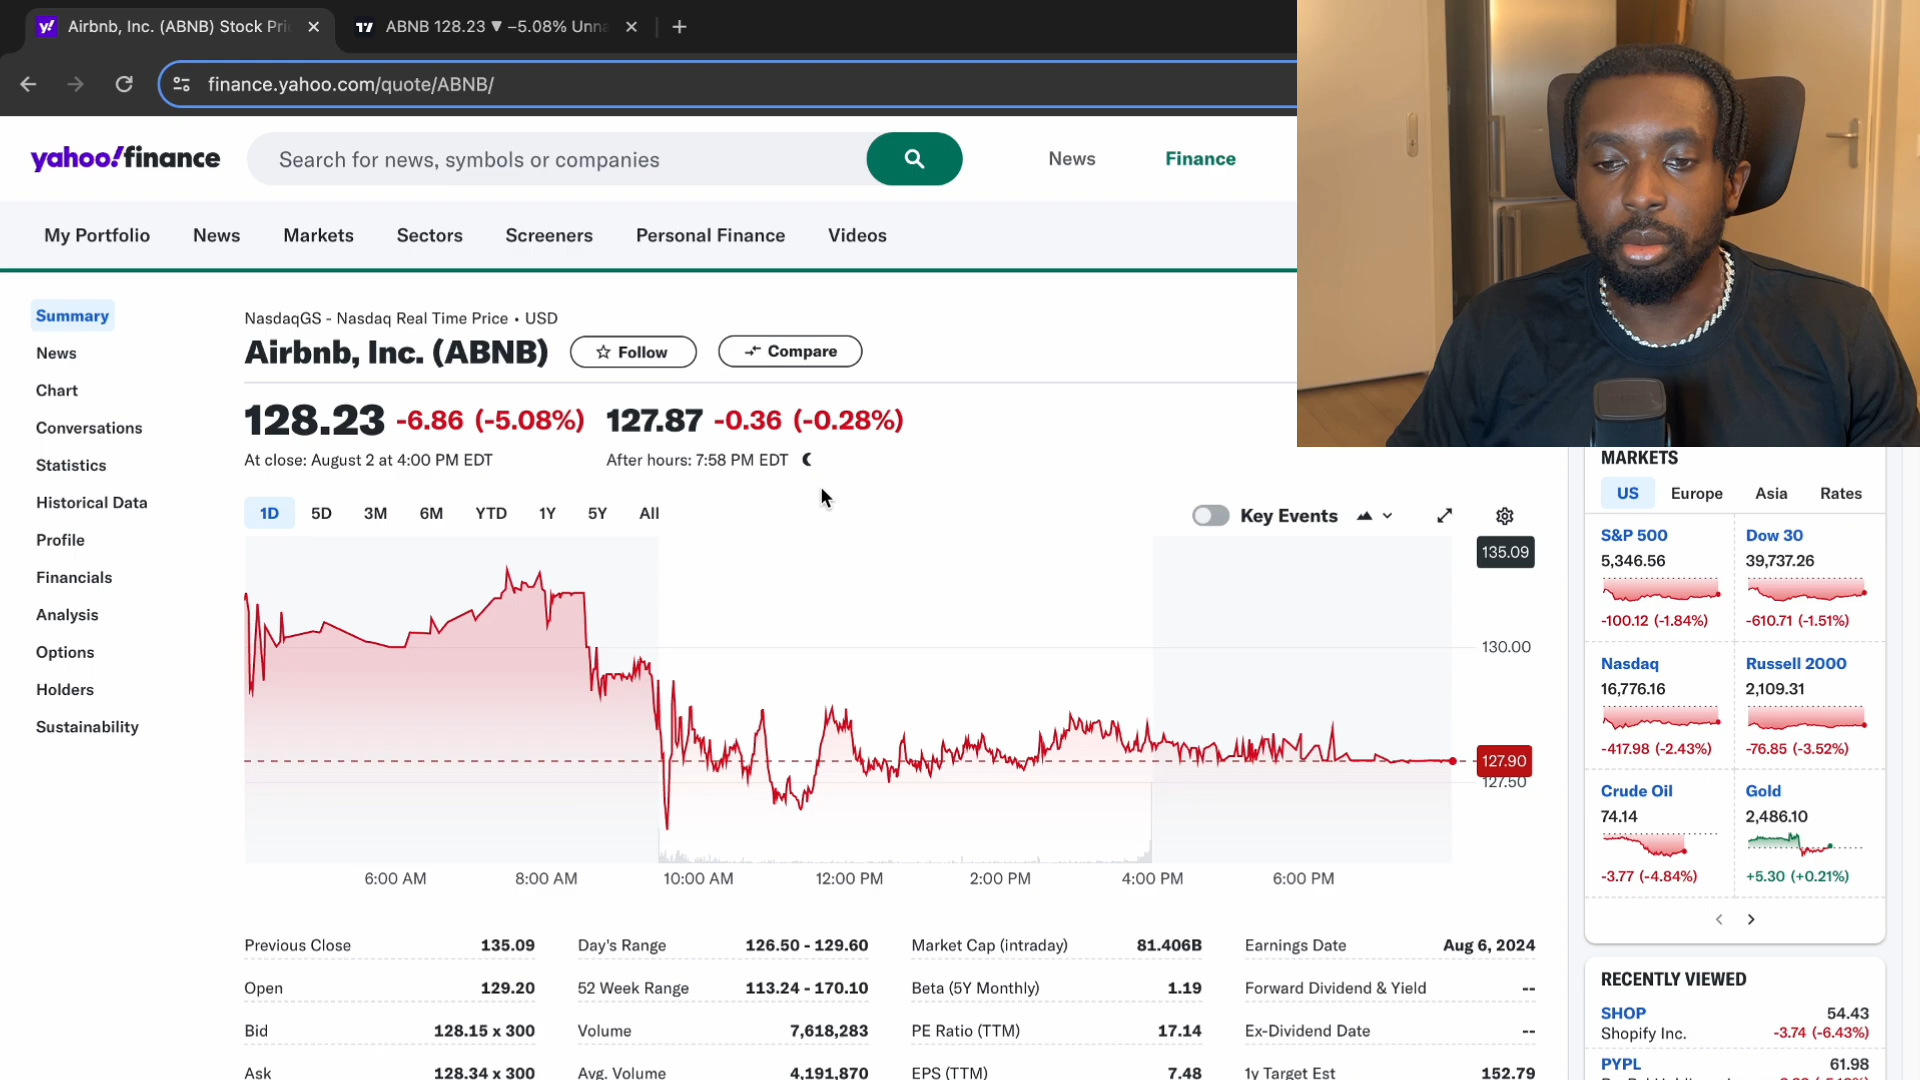 Airbnb, Inc. (ABNB) Stock Pri
ABNB 128.23 ▼ −5.08% Unna
finance.yahoo.com/quote/ABNB/
yahoo!finance
Search for news, symbols or companies
News
Finance
My Portfolio
News
Markets
Sectors
Screeners
Personal Finance
Videos
Summary
News
Chart
Conversations
Statistics
Historical Data
Profile
Financials
Analysis
Options
Holders
Sustainability
NasdaqGS - Nasdaq Real Time Price • USD
Airbnb, Inc. (ABNB)
Follow
Compare
128.23 -6.86 (-5.08%)
At close: August 2 at 4:00 PM EDT
127.87 -0.36 (-0.28%)
After hours: 7:58 PM EDT
1D 5D 3M 6M YTD 1Y 5Y All
Key Events
135.09
130.00
127.90
127.50
6:00 AM 8:00 AM 10:00 AM 12:00 PM 2:00 PM 4:00 PM 6:00 PM
Previous Close 135.09
Open 129.20
Bid 128.15 x 300
Ask 128.34 x 300
Day's Range 126.50 - 129.60
52 Week Range 113.24 - 170.10
Volume 7,618,283
Avg. Volume 4,191,870
Market Cap (intraday) 81.406B
Beta (5Y Monthly) 1.19
PE Ratio (TTM) 17.14
EPS (TTM) 7.48
Earnings Date Aug 6, 2024
Forward Dividend & Yield --
Ex-Dividend Date --
1y Target Est 152.79
MARKETS
US Europe Asia Rates
S&P 500
5,346.56
-100.12 (-1.84%)
Dow 30
39,737.26
-610.71 (-1.51%)
Nasdaq
16,776.16
-417.98 (-2.43%)
Russell 2000
2,109.31
-76.85 (-3.52%)
Crude Oil
74.14
-3.77 (-4.84%)
Gold
2,486.10
+5.30 (+0.21%)
RECENTLY VIEWED
SHOP 54.43
Shopify Inc. -3.74 (-6.43%)
PYPL 61.98